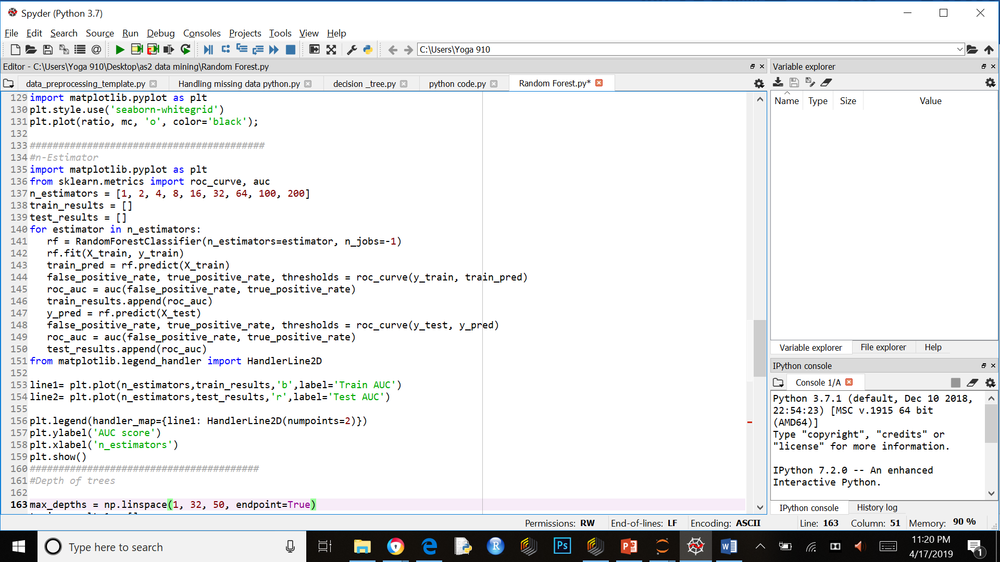 Spyder (Python 3.7)
File Edit Search Source Run Debug Consoles Projects Tools View Help
C:\Users\Yoga 910
Editor - C:\Users\Yoga 910\Desktop\as2 data mining\Random Forest.py
data_preprocessing_template.py Handling missing data python.py decision _tree.py python code.py Random Forest.py*
129 import matplotlib.pyplot as plt
130 plt.style.use('seaborn-whitegrid')
131 plt.plot(ratio, mc, 'o', color='black');
132
133 #########################################
134 #n-Estimator
135 import matplotlib.pyplot as plt
136 from sklearn.metrics import roc_curve, auc
137 n_estimators = [1, 2, 4, 8, 16, 32, 64, 100, 200]
138 train_results = []
139 test_results = []
140 for estimator in n_estimators:
141 rf = RandomForestClassifier(n_estimators=estimator, n_jobs=-1)
142 rf.fit(X_train, y_train)
143 train_pred = rf.predict(X_train)
144 false_positive_rate, true_positive_rate, thresholds = roc_curve(y_train, train_pred)
145 roc_auc = auc(false_positive_rate, true_positive_rate)
146 train_results.append(roc_auc)
147 y_pred = rf.predict(X_test)
148 false_positive_rate, true_positive_rate, thresholds = roc_curve(y_test, y_pred)
149 roc_auc = auc(false_positive_rate, true_positive_rate)
150 test_results.append(roc_auc)
151 from matplotlib.legend_handler import HandlerLine2D
152
153 line1= plt.plot(n_estimators,train_results,'b',label='Train AUC')
154 line2= plt.plot(n_estimators,test_results,'r',label='Test AUC')
155
156 plt.legend(handler_map={line1: HandlerLine2D(numpoints=2)})
157 plt.ylabel('AUC score')
158 plt.xlabel('n_estimators')
159 plt.show()
160 ########################################
161 #Depth of trees
162
163 max_depths = np.linspace(1, 32, 50, endpoint=True)
Variable explorer
Name Type Size Value
Variable explorer File explorer Help
IPython console
Console 1/A
Python 3.7.1 (default, Dec 10 2018,
22:54:23) [MSC v.1915 64 bit
(AMD64)]
Type "copyright", "credits" or
"license" for more information.
IPython 7.2.0 -- An enhanced
Interactive Python.
IPython console History log
Permissions: RW End-of-lines: LF Encoding: ASCII Line: 163 Column: 51 Memory: 90 %
Type here to search
R
Ps
11:20 PM
4/17/2019
1